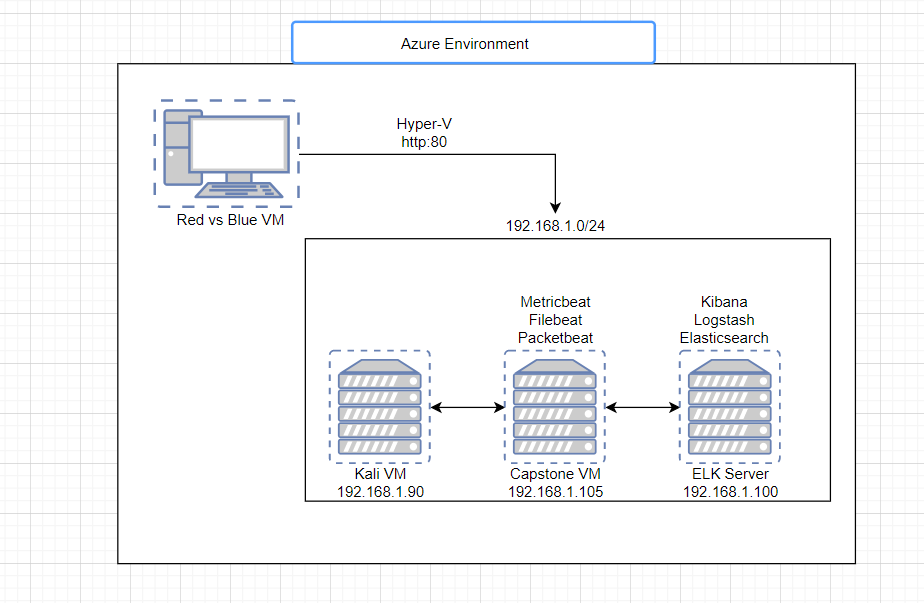 Azure Environment
Hyper-V
http:80
Red vs Blue VM
192.168.1.0/24
Metricbeat
Filebeat
Packetbeat
Kibana
Logstash
Elasticsearch
Kali VM
192.168.1.90
Capstone VM
192.168.1.105
ELK Server
192.168.1.100